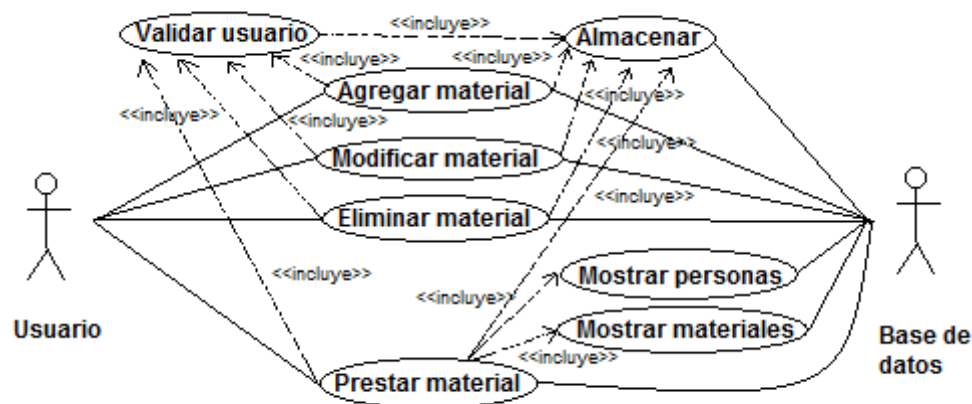 Validar usuario
<<incluye>>
Almacenar
<<incluye>>
<<incluye>>
Agregar material
<<incluye>>
<<incluye>>
<<incluye>>
<<incluye>>
Modificar material
<<incluye>>
Eliminar material
<<incluye>>
Mostrar personas
<<incluye>>
Usuario
Mostrar materiales
Base de
datos
<<incluye>>
Prestar material